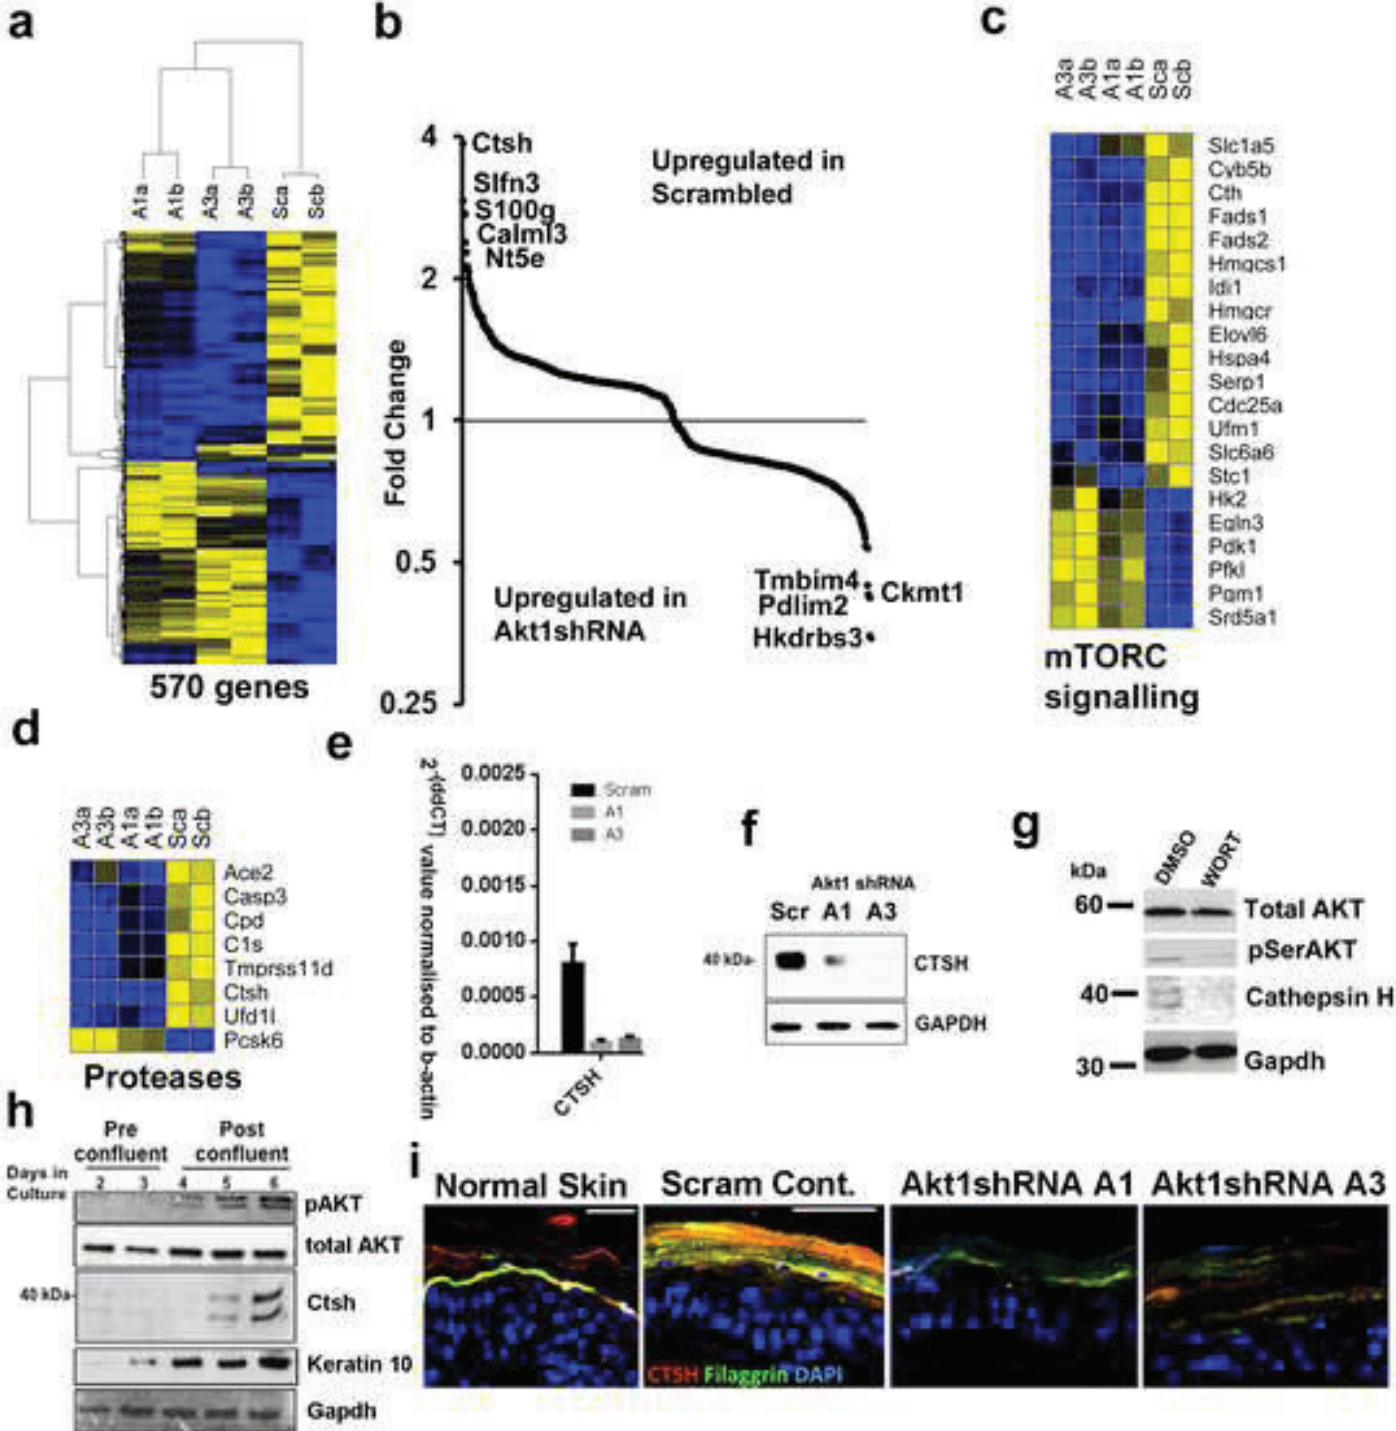 a
A1a
A1b
A3a
A3b
Sca
Scb
570 genes
b
Fold Change
4
2
1
0.5
0.25
Ctsh
Slfn3
S100g
Calml3
Nt5e
Upregulated in
Scrambled
Upregulated in
Akt1shRNA
Tmbim4
Ckmt1
Pdlim2
Hkdrbs3
c
A3a
A3b
A1a
A1b
Sca
Scb
Slc1a5
Cyb5b
Cth
Fads1
Fads2
Hmgcs1
Idi1
Hmgcr
Elovl6
Hspa4
Serp1
Cdc25a
Ufm1
Slc6a6
Stc1
Hk2
Egln3
Pdk1
Pfkl
Pgm1
Srd5a1
mTORC
signalling
d
A3a
A3b
A1a
A1b
Sca
Scb
Ace2
Casp3
Cpd
C1s
Tmprss11d
Ctsh
Ufd1l
Pcsk6
Proteases
e
2-(ddCT) value normalised to b-actin
0.0025
0.0020
0.0015
0.0010
0.0005
0.0000
Scram
A1
A3
CTSH
f
Akt1 shRNA
Scr A1 A3
40 kDa-
CTSH
GAPDH
g
kDa
DMSO
WORT
60
Total AKT
pSerAKT
40
Cathepsin H
30
Gapdh
h
Pre
confluent
Post
confluent
Days in
Culture
2 3 4 5 6
pAKT
total AKT
40 kDa-
Ctsh
Keratin 10
Gapdh
i
Normal Skin
Scram Cont.
Akt1shRNA A1
Akt1shRNA A3
CTSH Filaggrin DAPI